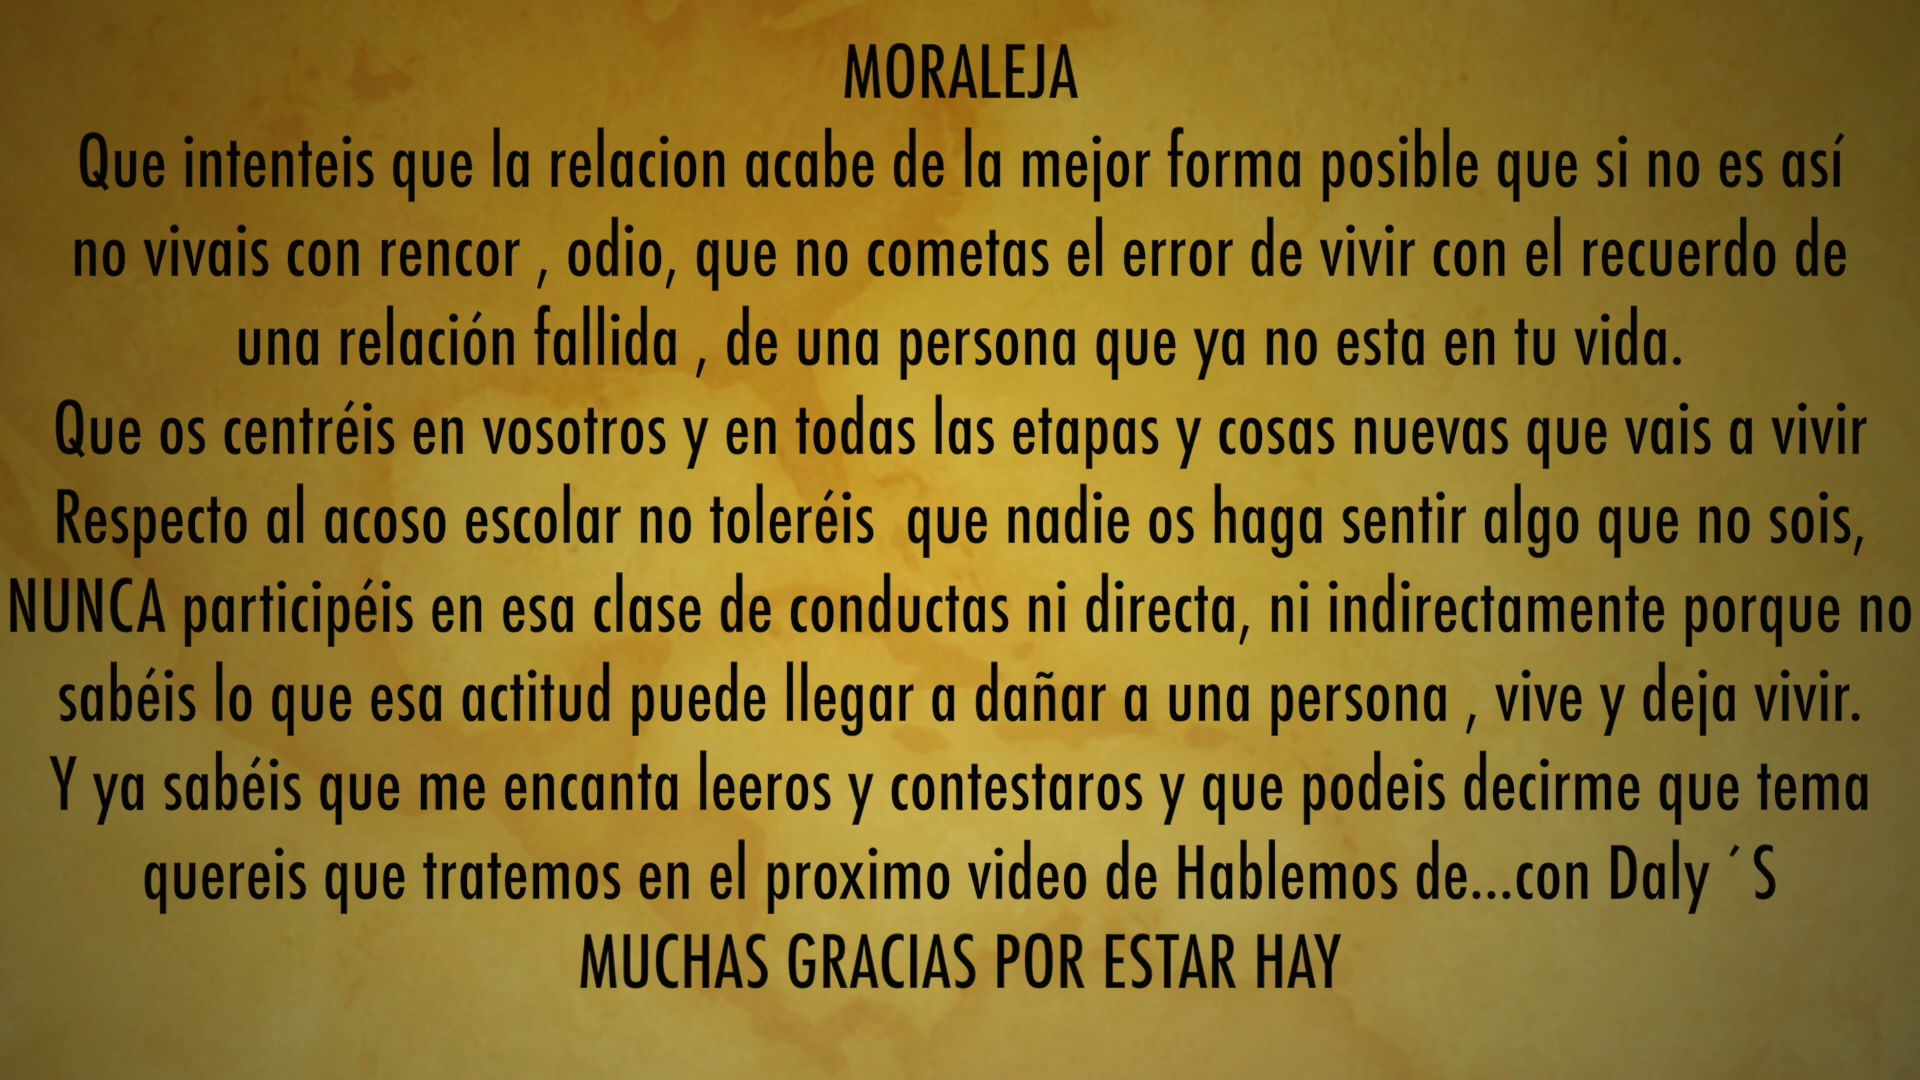 MORALEJA
Que intenteis que la relacion acabe de la mejor forma posible que si no es así
no vivais con rencor , odio, que no cometas el error de vivir con el recuerdo de
una relación fallida , de una persona que ya no esta en tu vida.
Que os centréis en vosotros y en todas las etapas y cosas nuevas que vais a vivir
Respecto al acoso escolar no toleréis  que nadie os haga sentir algo que no sois,
NUNCA participéis en esa clase de conductas ni directa, ni indirectamente porque no
sabéis lo que esa actitud puede llegar a dañar a una persona , vive y deja vivir.
Y ya sabéis que me encanta leeros y contestaros y que podeis decirme que tema
quereis que tratemos en el proximo video de Hablemos de...con Daly ´S
MUCHAS GRACIAS POR ESTAR HAY